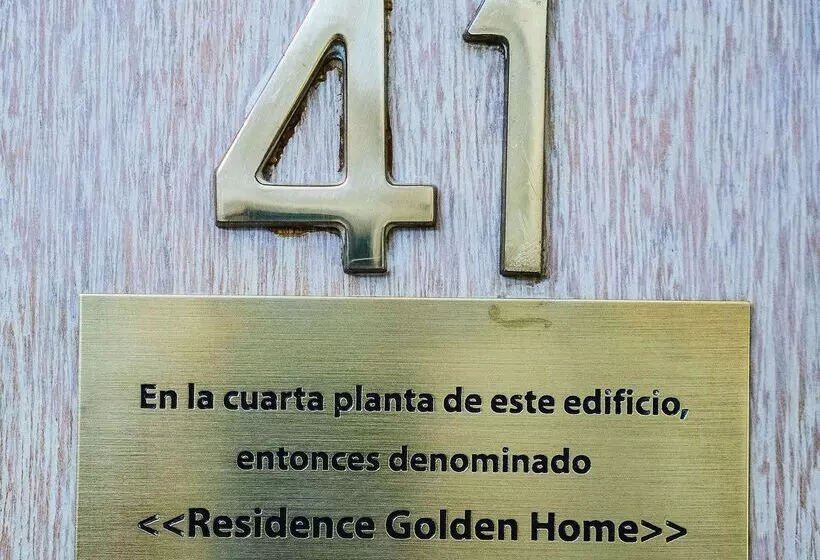 41
En la cuarta planta de este edificio,
entonces denominado
<<Residence Golden Home>>